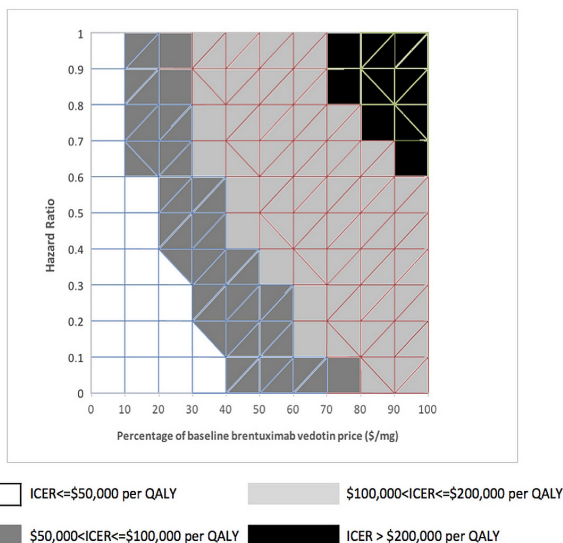 1
0.9
0.8
0.7
0.6
0.5
0.4
0.3
0.2
0.1
0
Hazard Ratio
0 10 20 30 40 50 60 70 80 90 100
Percentage of baseline brentuximab vedotin price ($/mg)
ICER<=$50,000 per QALY
$100,000<ICER<=$200,000 per QALY
$50,000<ICER<=$100,000 per QALY
ICER > $200,000 per QALY